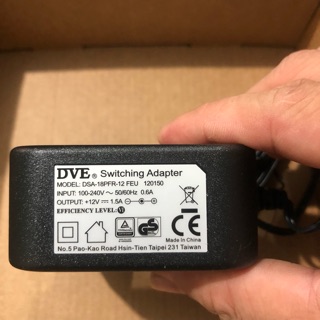 DVE® Switching Adapter
MODEL: DSA-18PFR-12 FEU 120150
INPUT: 100-240V~ 50/60Hz 0.6A
OUTPUT: +12V⎓1.5A
EFFICIENCY LEVEL: VI
Made In China
No.5 Pao-Kao Road Hsin-Tien Taipei 231 Taiwan